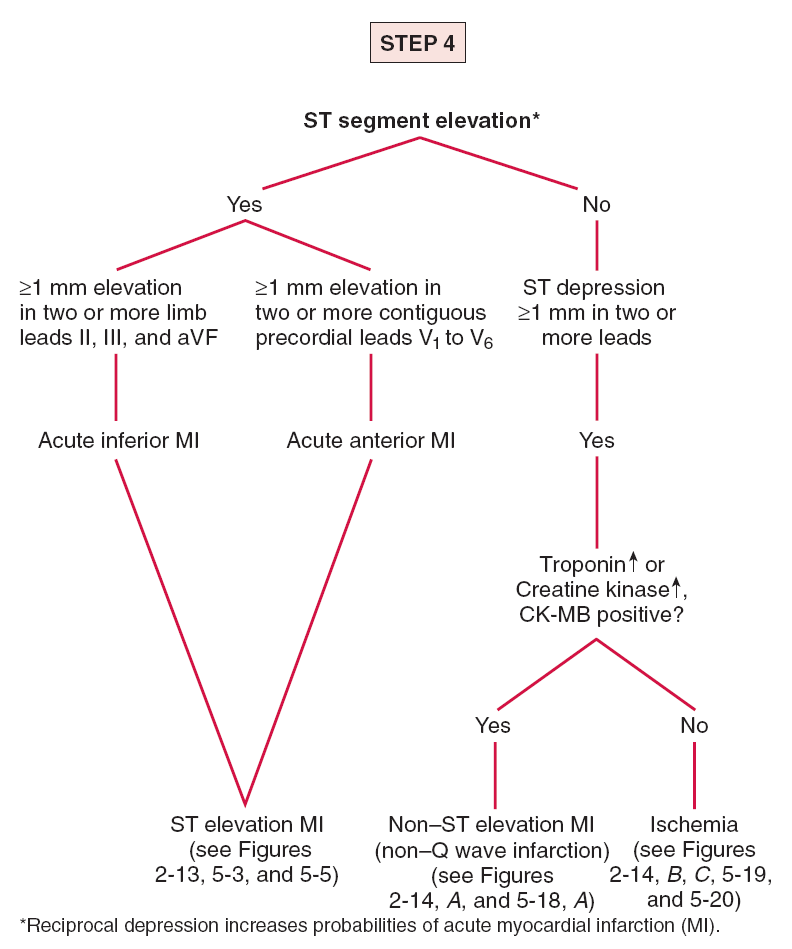 STEP 4
ST segment elevation*
Yes
No
≥1 mm elevation
in two or more limb
leads II, III, and aVF
≥1 mm elevation in
two or more contiguous
precordial leads V1 to V6
ST depression
≥1 mm in two or
more leads
Acute inferior MI
Acute anterior MI
Yes
Troponin↑ or
Creatine kinase↑,
CK-MB positive?
Yes
No
ST elevation MI
(see Figures
2-13, 5-3, and 5-5)
Non–ST elevation MI
(non–Q wave infarction)
(see Figures
2-14, A, and 5-18, A)
Ischemia
(see Figures
2-14, B, C, 5-19,
and 5-20)
*Reciprocal depression increases probabilities of acute myocardial infarction (MI).